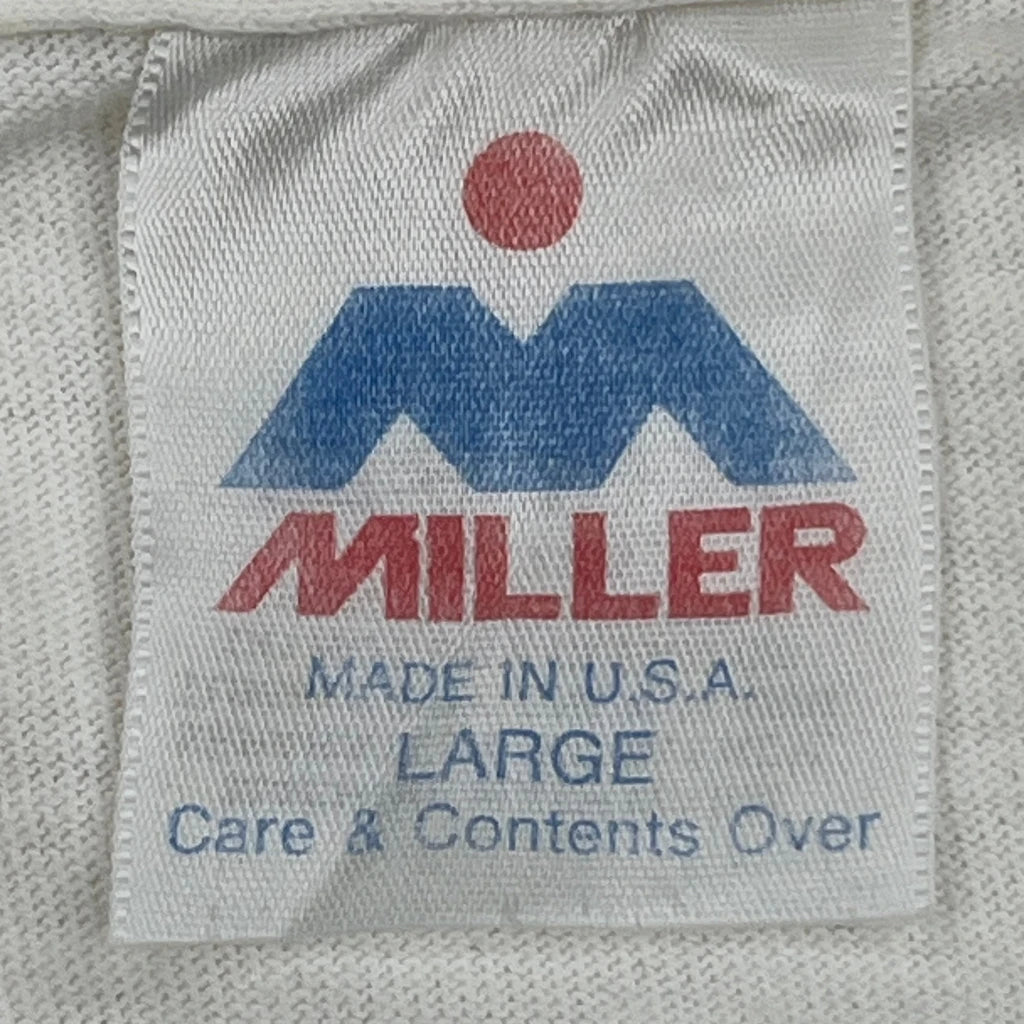 MILLER
MADE IN U.S.A.
LARGE
Care & Contents Over